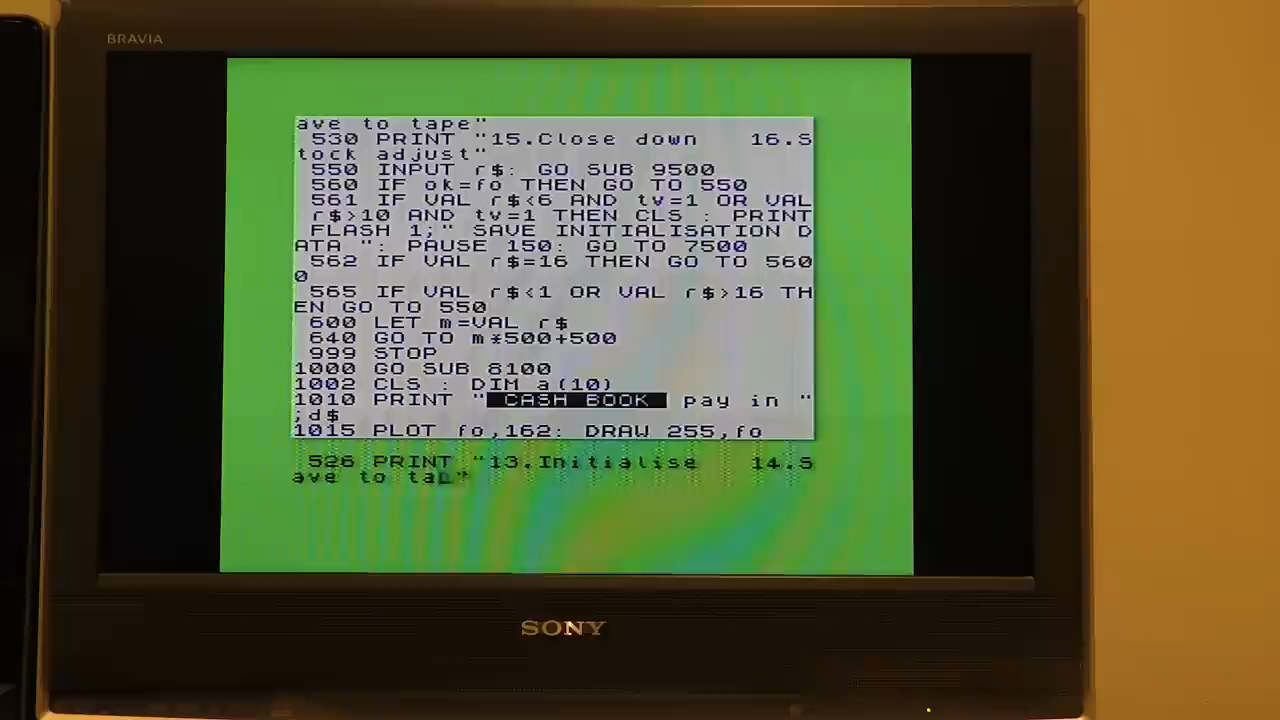 BRAVIA
ave to tape"
530 PRINT "15.Close down 16.S
tock adjust"
550 INPUT r$: GO SUB 9500
560 IF ok=fo THEN GO TO 550
561 IF VAL r$<6 AND tv=1 OR VAL
r$>10 AND tv=1 THEN CLS : PRINT
FLASH 1;" SAVE INITIALISATION D
ATA ": PAUSE 150: GO TO 7500
562 IF VAL r$=16 THEN GO TO 560
0
565 IF VAL r$<1 OR VAL r$>16 TH
EN GO TO 550
600 LET m=VAL r$
640 GO TO m*500+500
999 STOP
1000 GO SUB 8100
1002 CLS : DIM a(10)
1010 PRINT " CASH BOOK  pay in "
;d$
1015 PLOT fo,162: DRAW 255,fo
526 PRINT "13.Initialise 14.S
ave to
SONY